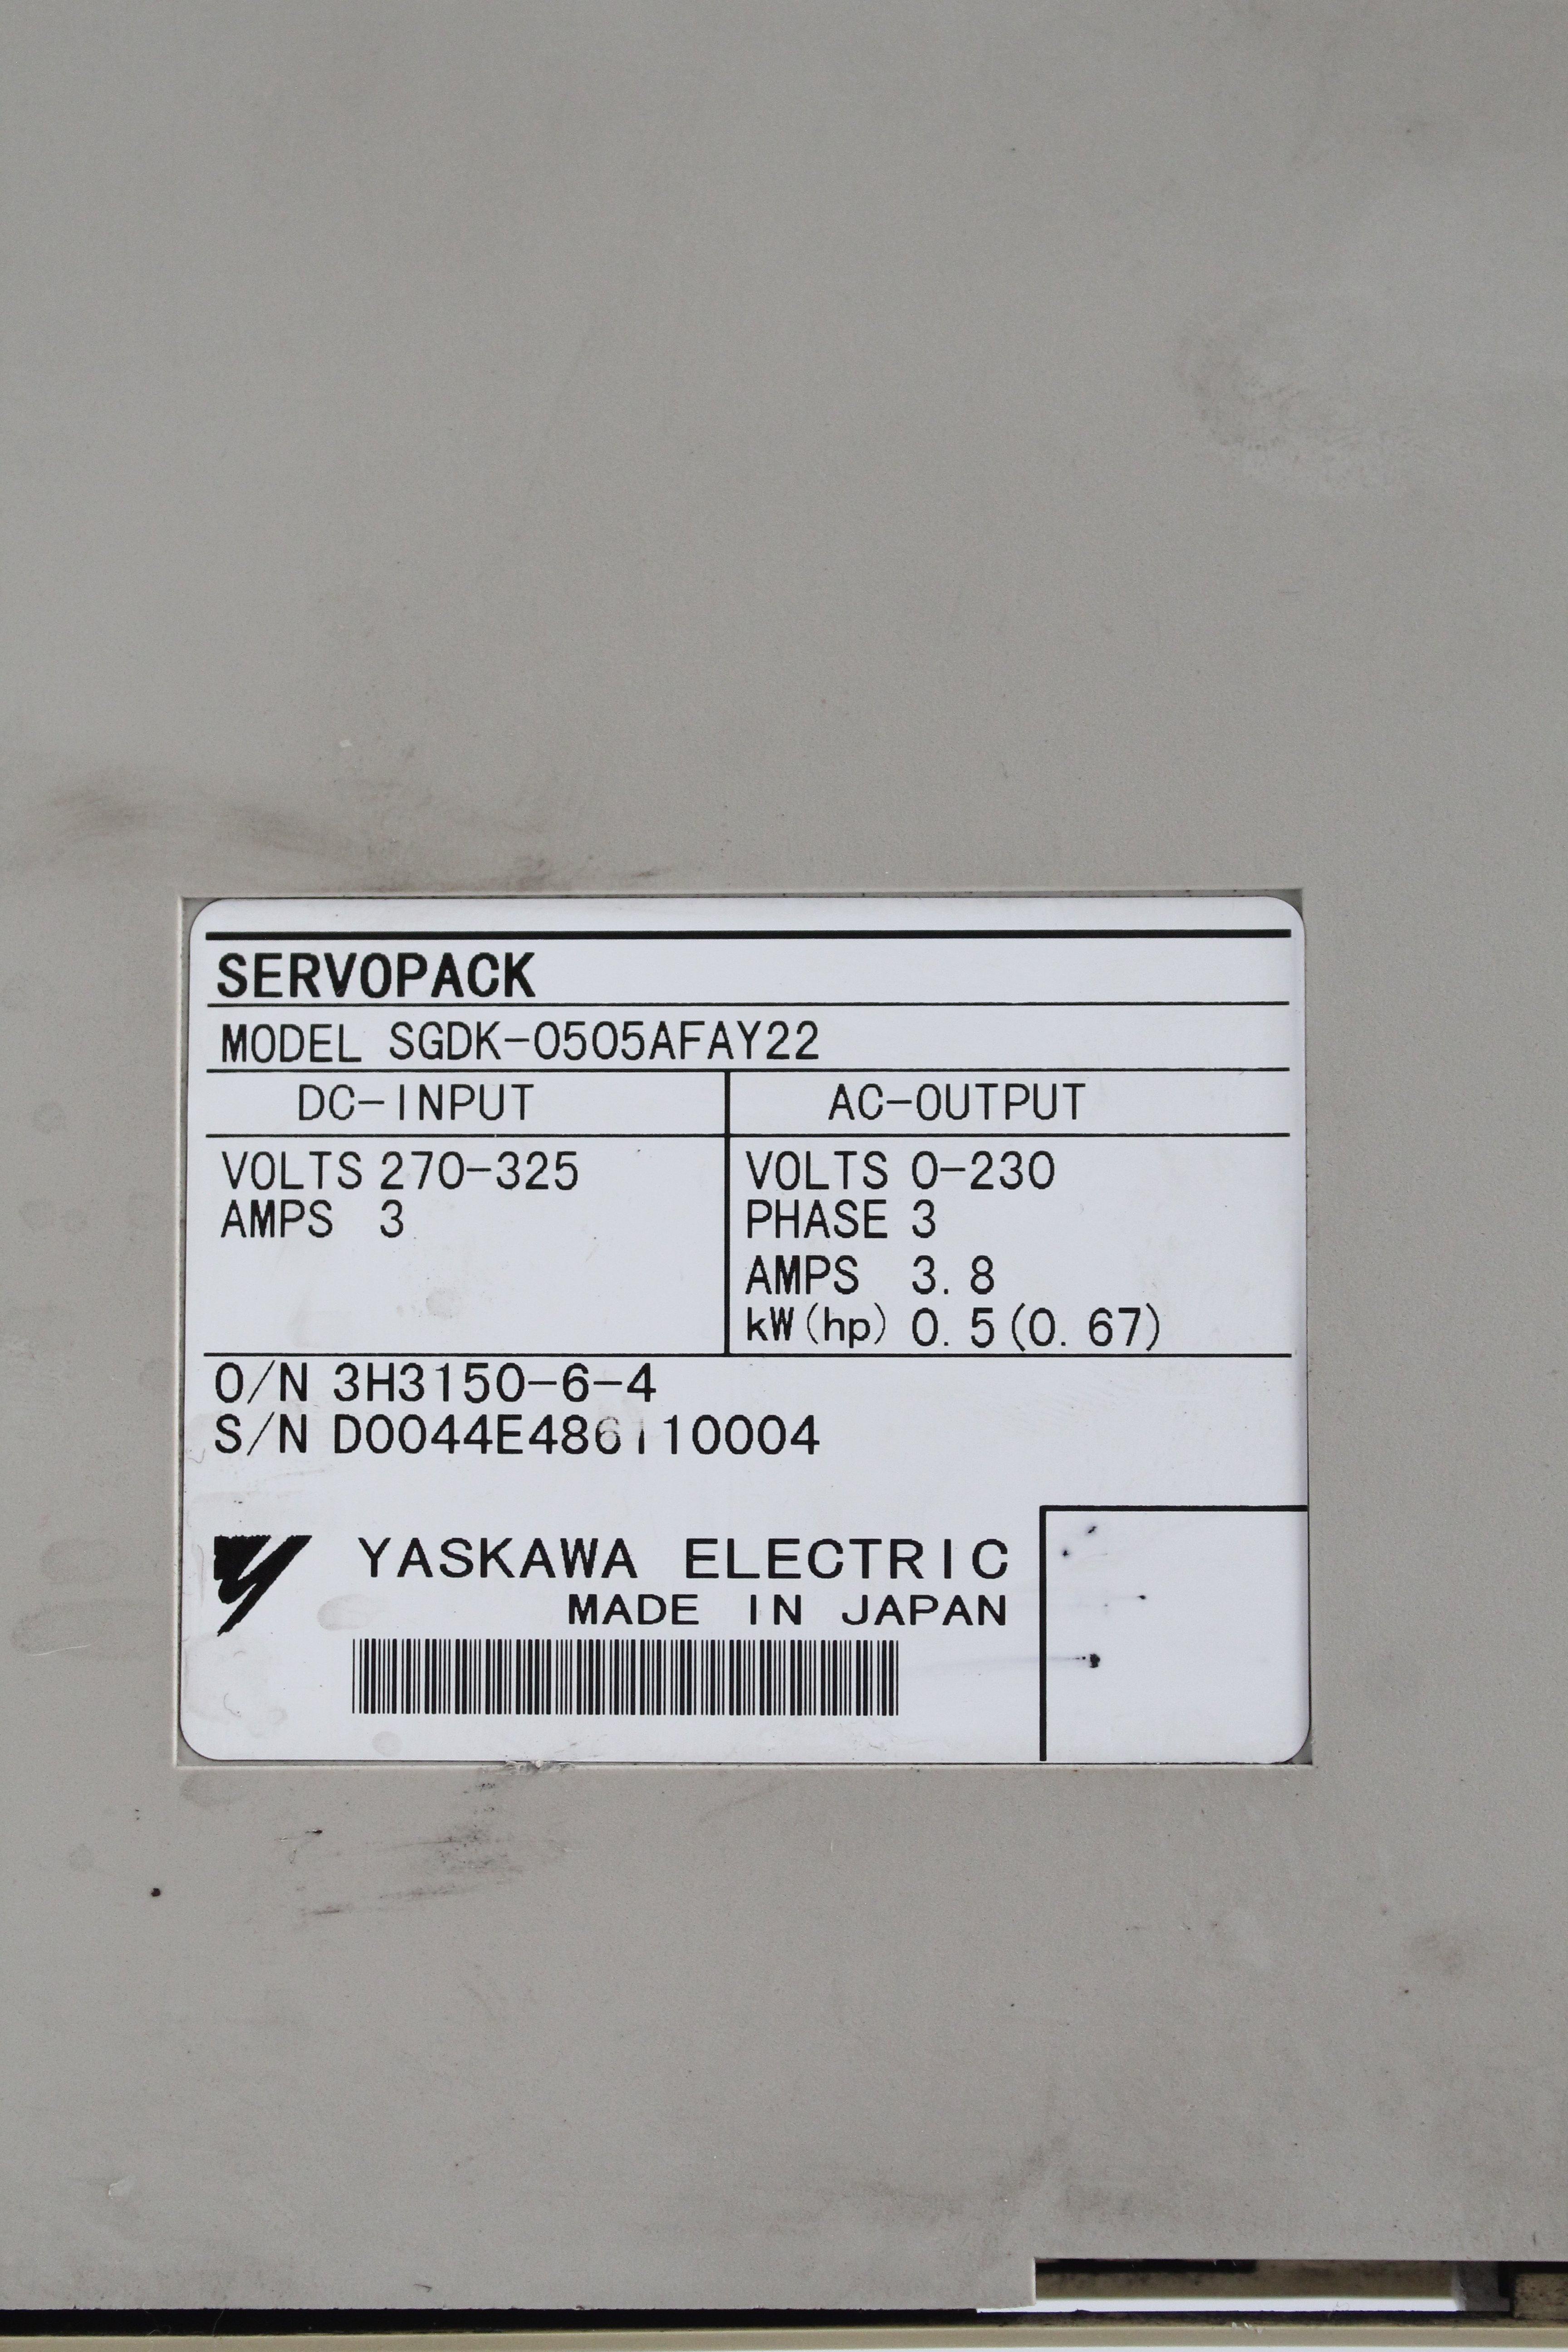 SERVOPACK
MODEL SGDK-0505AFAY22
DC-INPUT AC-OUTPUT
VOLTS 270-325
AMPS 3
VOLTS 0-230
PHASE 3
AMPS 3.8
kW(hp) 0.5(0.67)
O/N 3H3150-6-4
S/N D0044E486110004
YASKAWA ELECTRIC
MADE IN JAPAN